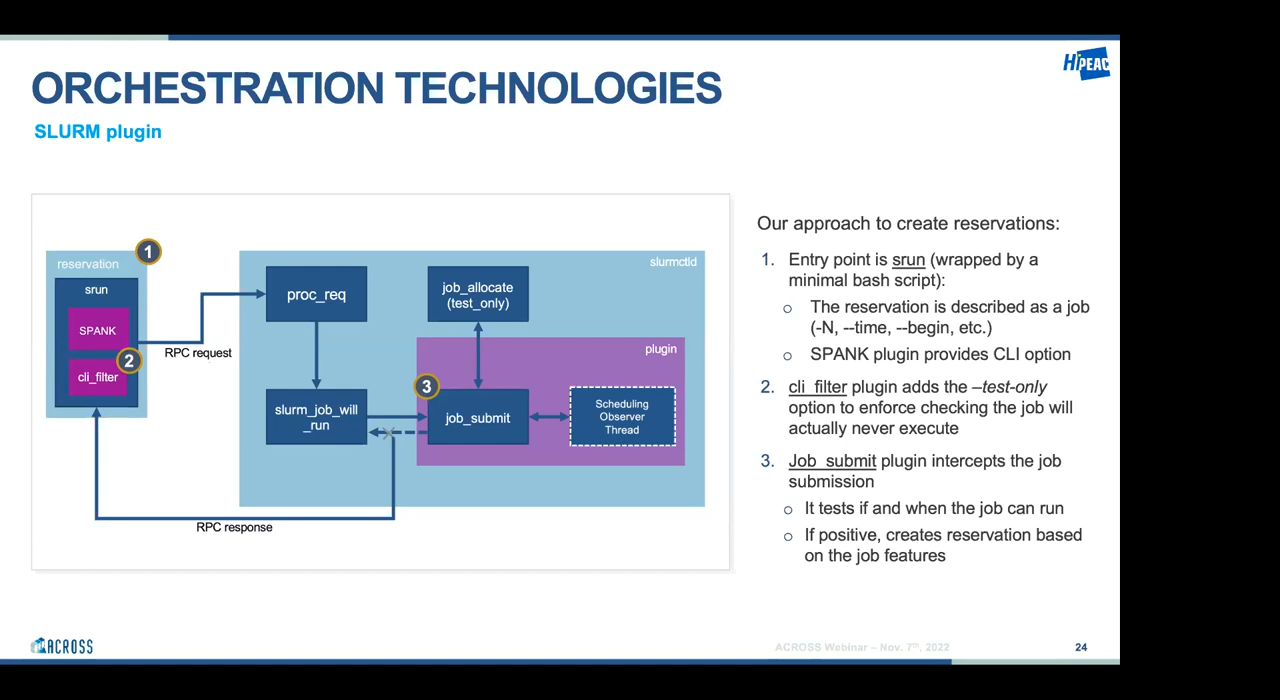 HiPEAC
ORCHESTRATION TECHNOLOGIES
SLURM plugin
1
reservation
srun
SPANK
2
cli_filter
RPC request
RPC response
slurmctld
proc_req
slurm_job_will
_run
job_allocate
(test_only)
plugin
3
job_submit
Scheduling
Observer
Thread
Our approach to create reservations:
1. Entry point is srun (wrapped by a
minimal bash script):
o The reservation is described as a job
(-N, --time, --begin, etc.)
o SPANK plugin provides CLI option
2. cli_filter plugin adds the –test-only
option to enforce checking the job will
actually never execute
3. Job_submit plugin intercepts the job
submission
o It tests if and when the job can run
o If positive, creates reservation based
on the job features
ACROSS
ACROSS Webinar – Nov. 7th, 2022
24